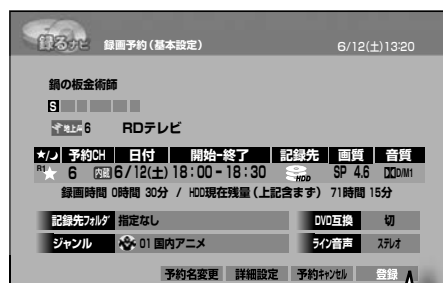 録るナビ 録画予約(基本設定) 6/12(土)13:20
鍋の板金術師
S
地上 6 RDテレビ
★/ 予約CH 日付 開始-終了 記録先 画質 音質
R1 6 内蔵 6/12(土) 18:00-18:30 HDD SP 4.6 D/M1
録画時間 0時間 30分 / HDD現在残量(上記含まず) 71時間 15分
記録先フォルダ 指定なし DVD互換 切
ジャンル 01 国内アニメ ライン音声 ステレオ
予約名変更 詳細設定 予約キャンセル 登録